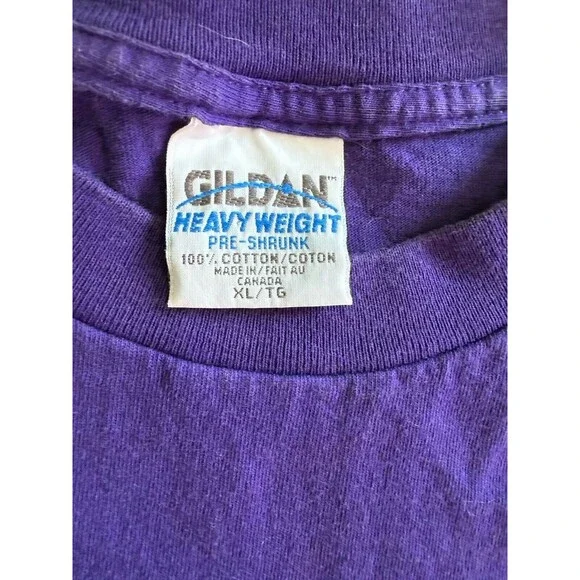 GILDAN™
HEAVY WEIGHT
PRE-SHRUNK
100% COTTON/COTON
MADE IN/FAIT AU
CANADA
XL/TG